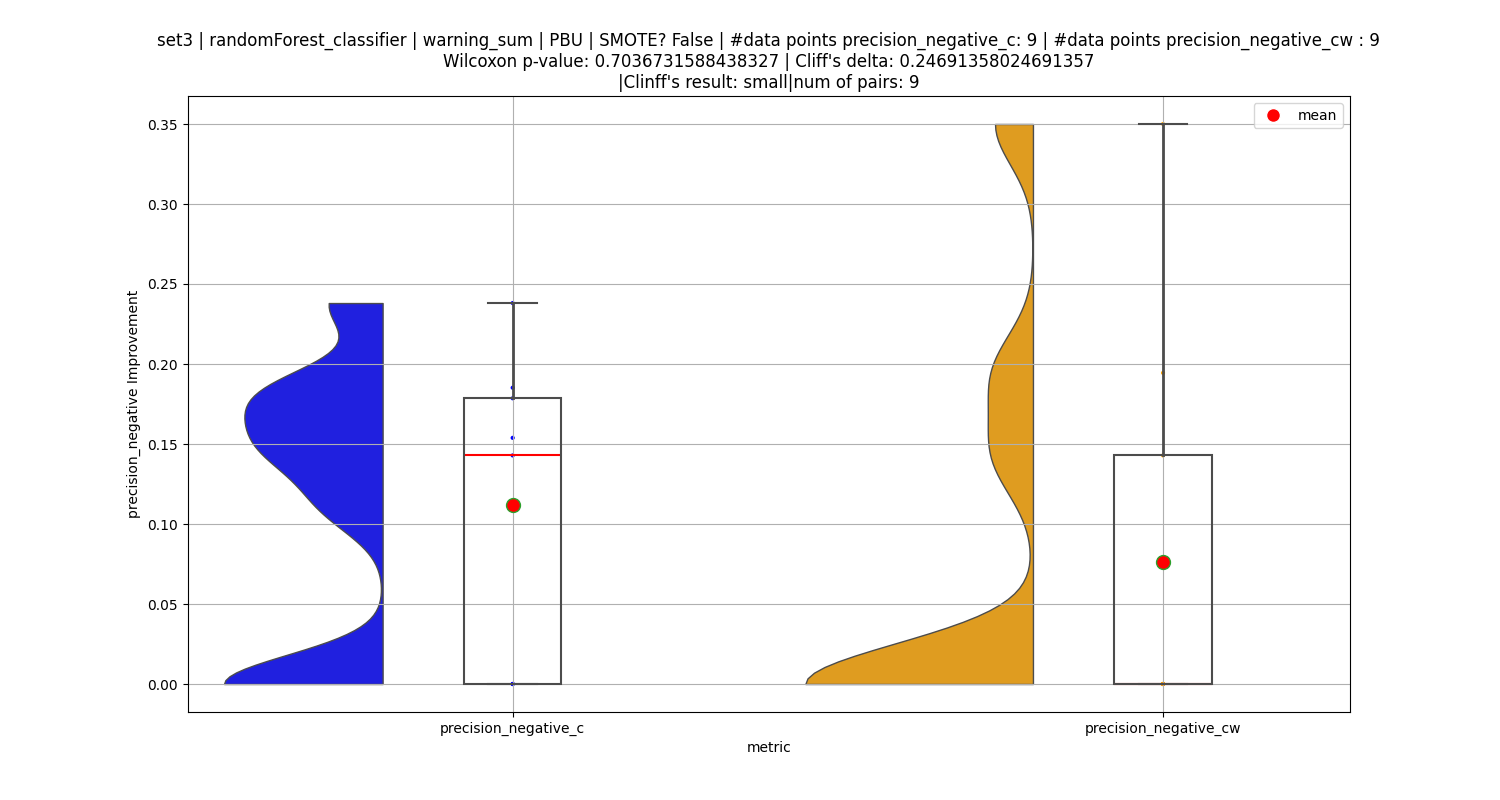 set3 | randomForest_classifier | warning_sum | PBU | SMOTE? False | #data points precision_negative_c: 9 | #data points precision_negative_cw : 9
Wilcoxon p-value: 0.7036731588438327 | Cliff's delta: 0.24691358024691357
|Clinff's result: small|num of pairs: 9
mean
0.35
0.30
0.25
0.20
0.15
0.10
0.05
0.00
precision_negative Improvement
precision_negative_c
precision_negative_cw
metric